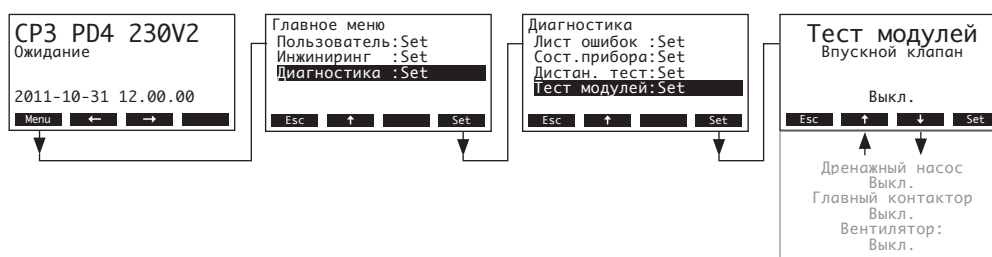 CP3 PD4 230V2
Ожидание
2011-10-31 12.00.00
Menu ← →
Главное меню
Пользователь:Set
Инжиниринг :Set
Диагностика :Set
Esc ↑ Set
Диагностика
Лист ошибок :Set
Сост.прибора:Set
Дистан. тест:Set
Тест модулей:Set
Esc ↑ Set
Тест модулей
Впускной клапан
Выкл.
Esc ↑ ↓ Set
Дренажный насос
Выкл.
Главный контактор
Выкл.
Вентилятор:
Выкл.